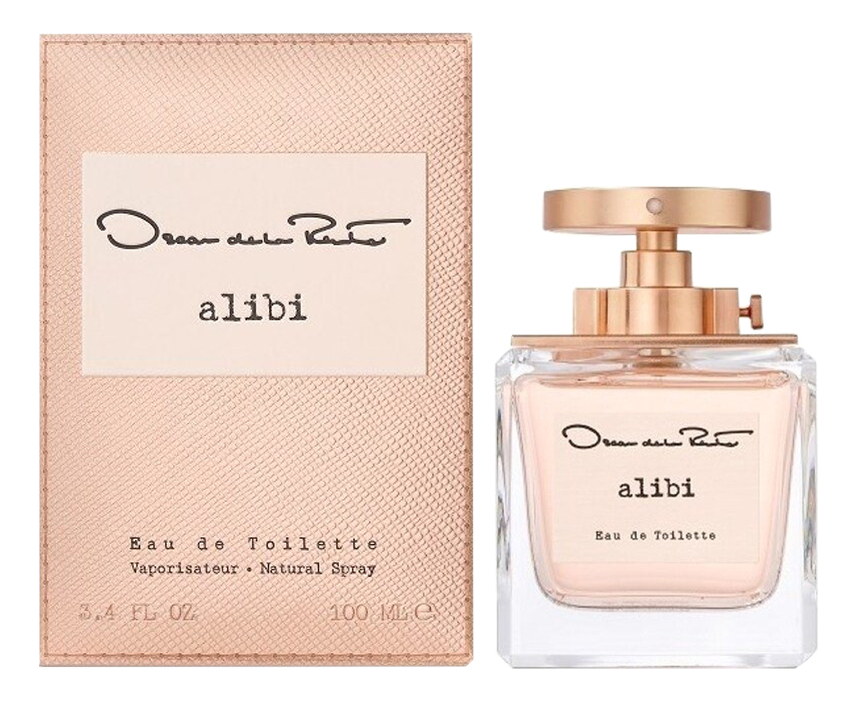 Oscar de la Renta
alibi
Eau de Toilette
Vaporisateur • Natural Spray
3.4 FL OZ 100 ML e
Oscar de la Renta
alibi
Eau de Toilette